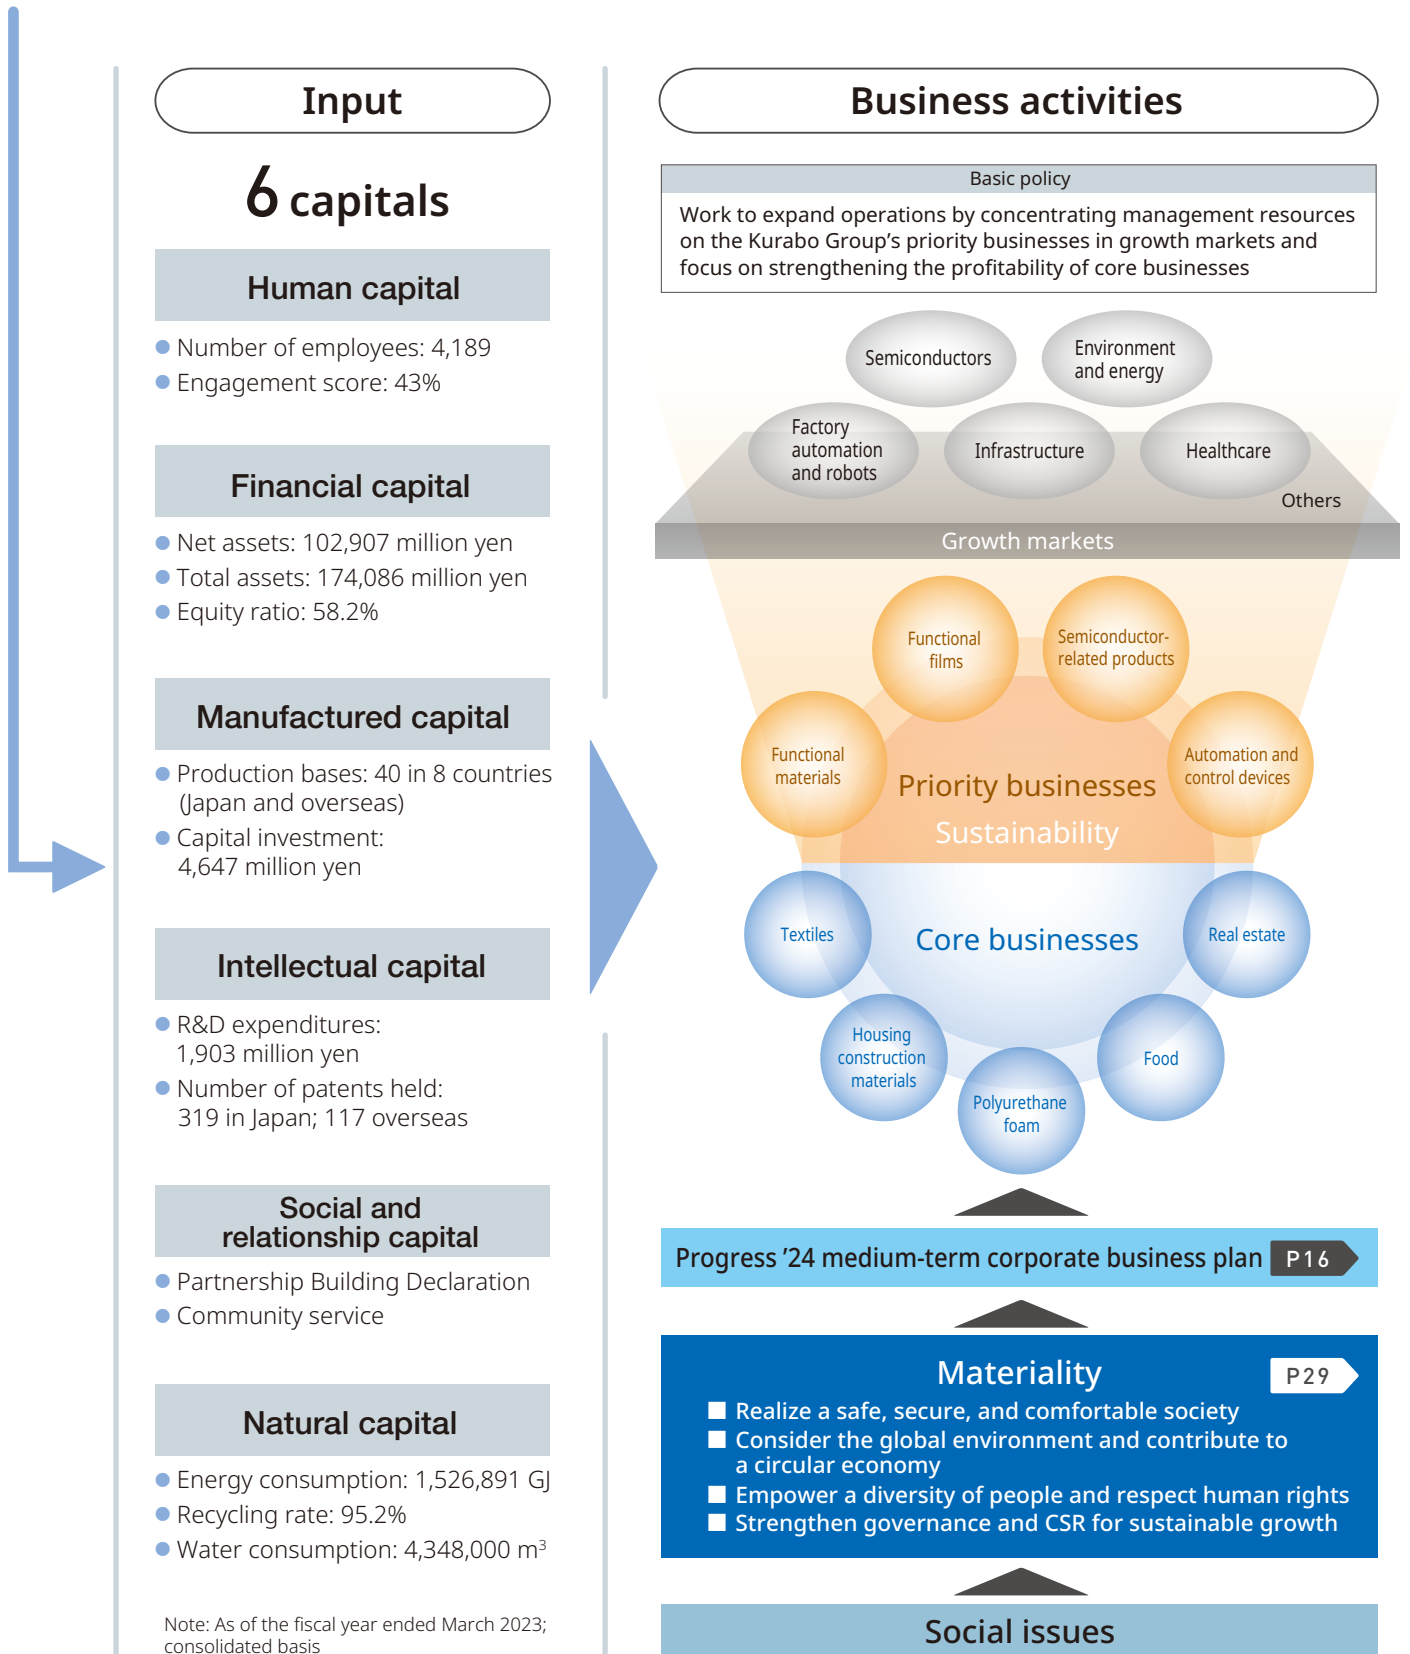 Input
6 capitals
Human capital
Number of employees: 4,189
Engagement score: 43%
Financial capital
Net assets: 102,907 million yen
Total assets: 174,086 million yen
Equity ratio: 58.2%
Manufactured capital
Production bases: 40 in 8 countries
(Japan and overseas)
Capital investment:
4,647 million yen
Intellectual capital
R&D expenditures:
1,903 million yen
Number of patents held:
319 in Japan; 117 overseas
Social and
relationship capital
Partnership Building Declaration
Community service
Natural capital
Energy consumption: 1,526,891 GJ
Recycling rate: 95.2%
Water consumption: 4,348,000 m³
Note: As of the fiscal year ended March 2023;
consolidated basis
Business activities
Basic policy
Work to expand operations by concentrating management resources
on the Kurabo Group's priority businesses in growth markets and
focus on strengthening the profitability of core businesses
Semiconductors
Environment
and energy
Factory
automation
and robots
Infrastructure
Healthcare
Others
Growth markets
Functional
films
Semiconductor-
related products
Functional
materials
Automation and
control devices
Priority businesses
Sustainability
Core businesses
Textiles
Real estate
Housing
construction
materials
Food
Polyurethane
foam
Progress '24 medium-term corporate business plan P16
Materiality P29
Realize a safe, secure, and comfortable society
Consider the global environment and contribute to
a circular economy
Empower a diversity of people and respect human rights
Strengthen governance and CSR for sustainable growth
Social issues